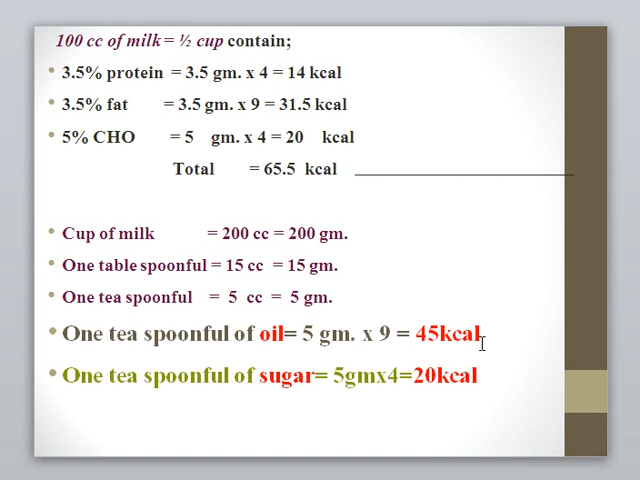 100 cc of milk = ½ cup contain;
• 3.5% protein = 3.5 gm. x 4 = 14 kcal
• 3.5% fat = 3.5 gm. x 9 = 31.5 kcal
• 5% CHO = 5 gm. x 4 = 20 kcal
Total = 65.5 kcal
• Cup of milk = 200 cc = 200 gm.
• One table spoonful = 15 cc = 15 gm.
• One tea spoonful = 5 cc = 5 gm.
• One tea spoonful of oil= 5 gm. x 9 = 45kcal
• One tea spoonful of sugar= 5gmx4=20kcal